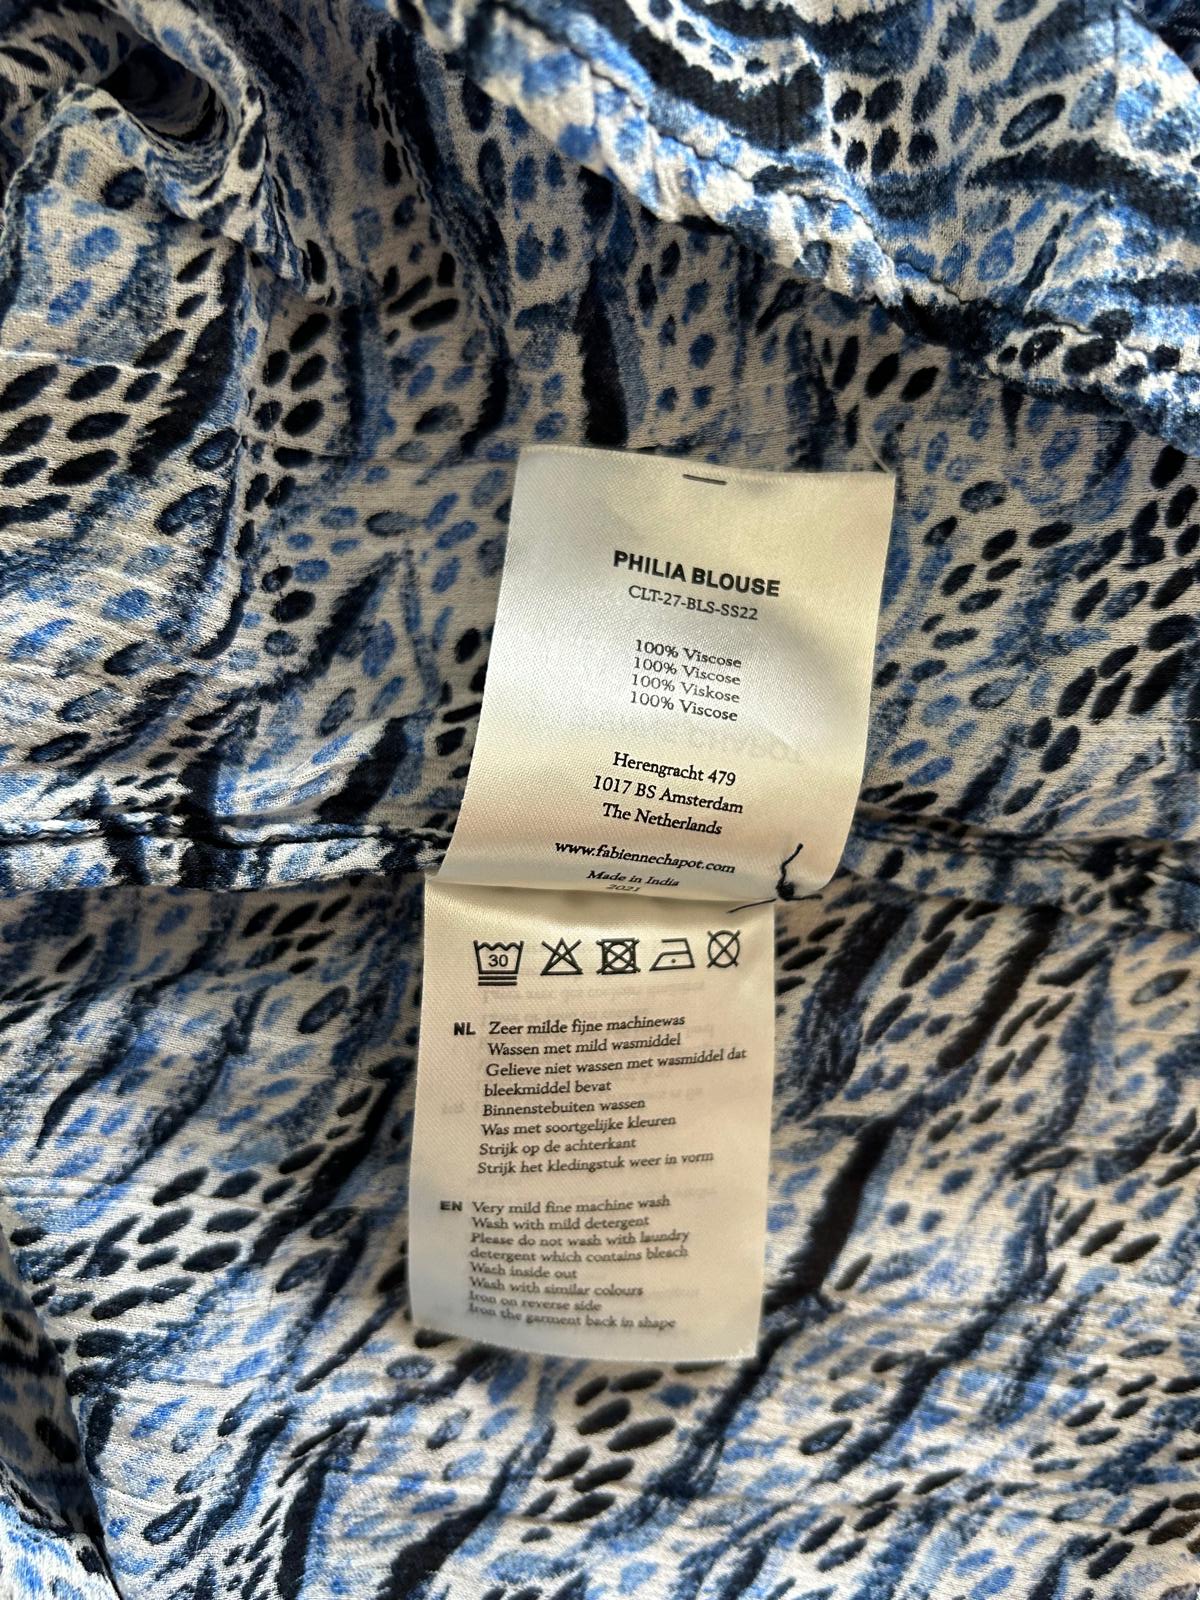 PHILIA BLOUSE
CLT-27-BLS-SS22
100% Viscose
100% Viscose
100% Viskose
100% Viscose
Herengracht 479
1017 BS Amsterdam
The Netherlands
www.fabiennechapot.com
Made in India
2021
30
NL Zeer milde fijne machinewas
Wassen met mild wasmiddel
Gelieve niet wassen met wasmiddel dat
bleekmiddel bevat
Binnenstebuiten wassen
Was met soortgelijke kleuren
Strijk op de achterkant
Strijk het kledingstuk weer in vorm
EN Very mild fine machine wash
Wash with mild detergent
Please do not wash with laundry
detergent which contains bleach
Wash inside out
Wash with similar colours
Iron on reverse side
Iron the garment back in shape